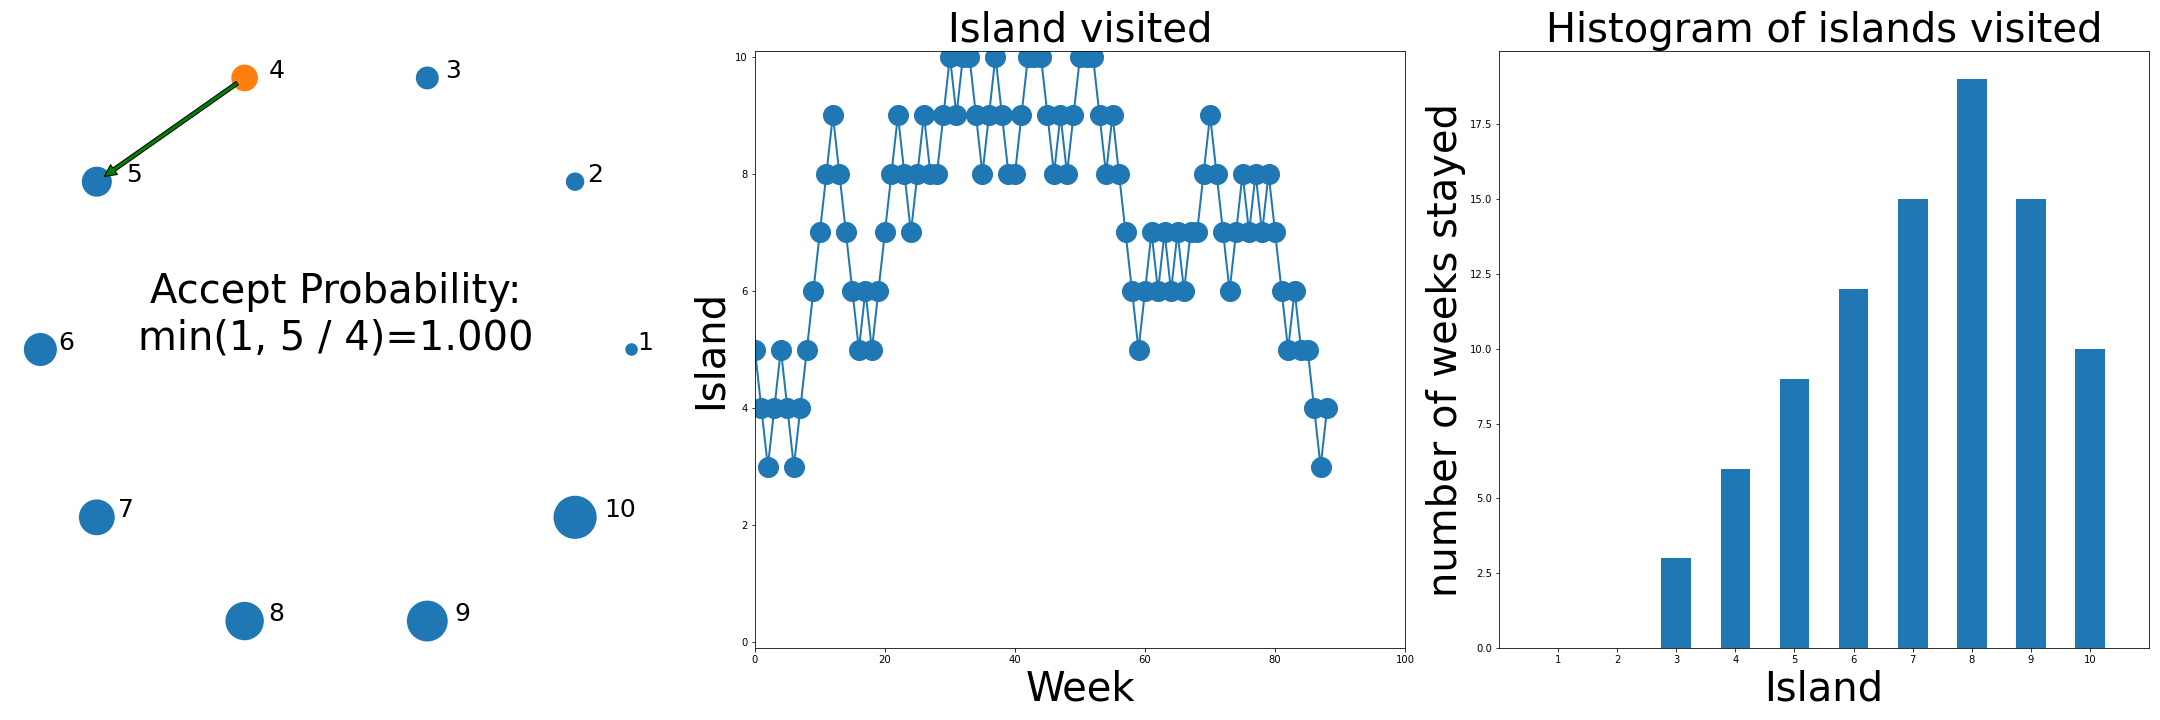 4
3
5
2
Accept Probability:
min(1, 5 / 4)=1.000
6
1
7
10
8
9
Island visited
Island
10
8
6
4
2
0
0 20 40 60 80 100
Week
Histogram of islands visited
number of weeks stayed
17.5
15.0
12.5
10.0
7.5
5.0
2.5
0.0
1 2 3 4 5 6 7 8 9 10
Island